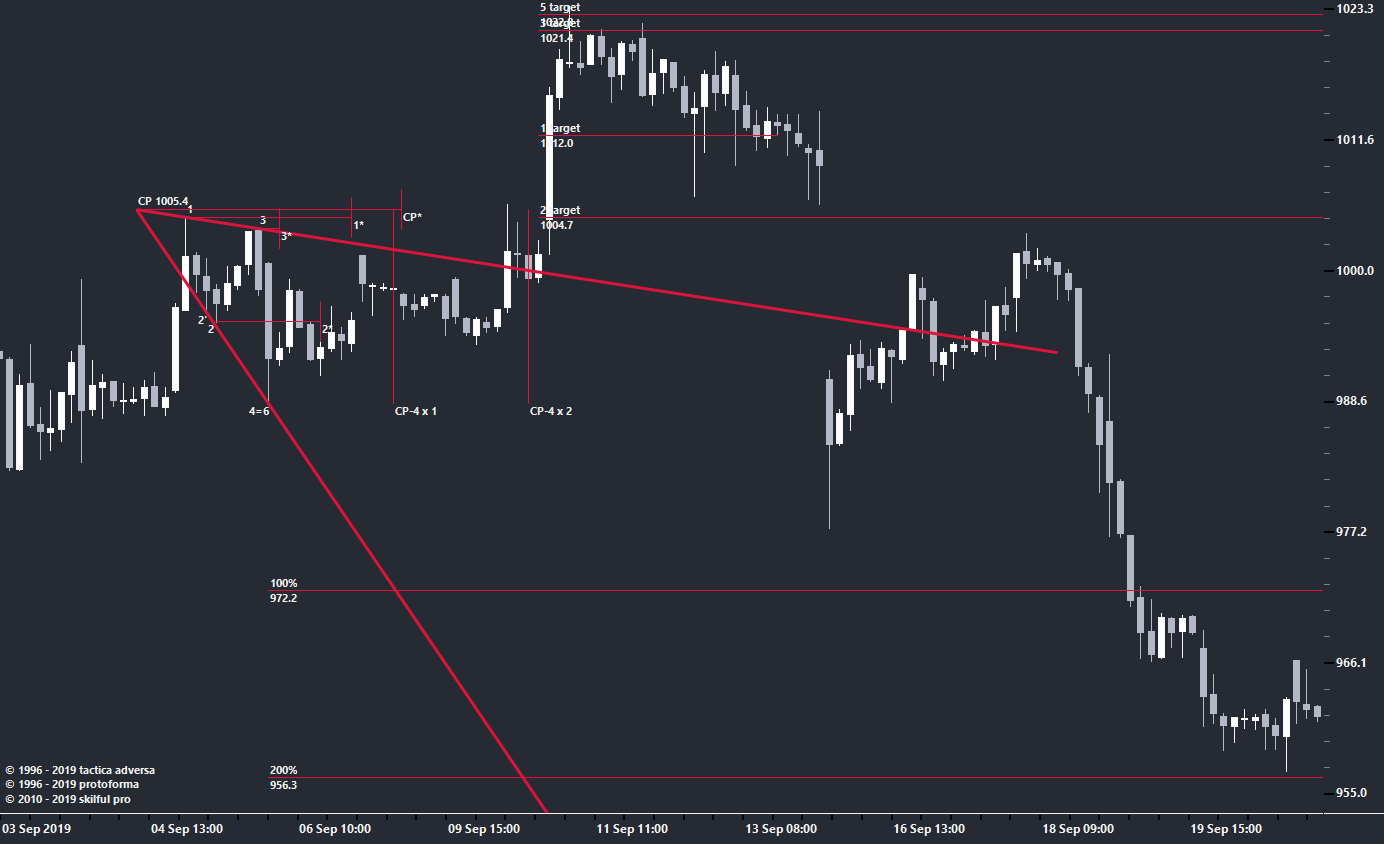 5 target
1022.8
3 target
1021.4
1 target
1012.0
2 target
1004.7
CP 1005.4
1
3
3*
1*
CP*
2'
2
2*
4=6
CP-4 x 1
CP-4 x 2
100%
972.2
200%
956.3
1023.3
1011.6
1000.0
988.6
977.2
966.1
955.0
© 1996 - 2019 tactica adversa
© 1996 - 2019 protoforma
© 2010 - 2019 skilful pro
03 Sep 2019
04 Sep 13:00
06 Sep 10:00
09 Sep 15:00
11 Sep 11:00
13 Sep 08:00
16 Sep 13:00
18 Sep 09:00
19 Sep 15:00